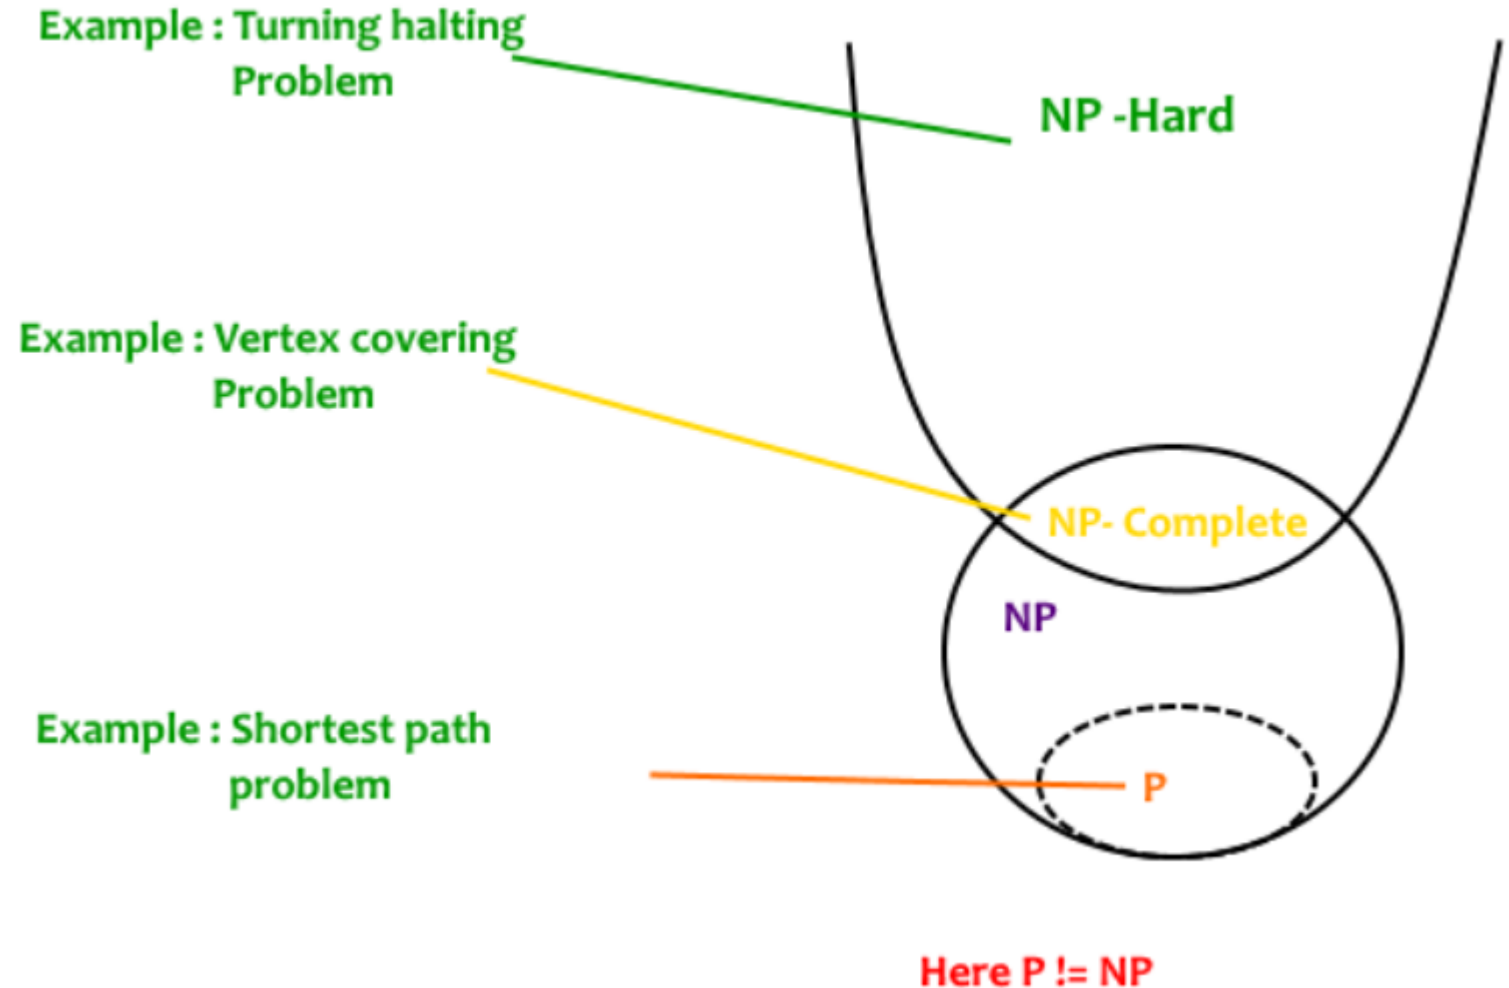 Example : Turning halting
Problem
NP -Hard
Example : Vertex covering
Problem
NP- Complete
NP
Example : Shortest path
problem
P
Here P != NP